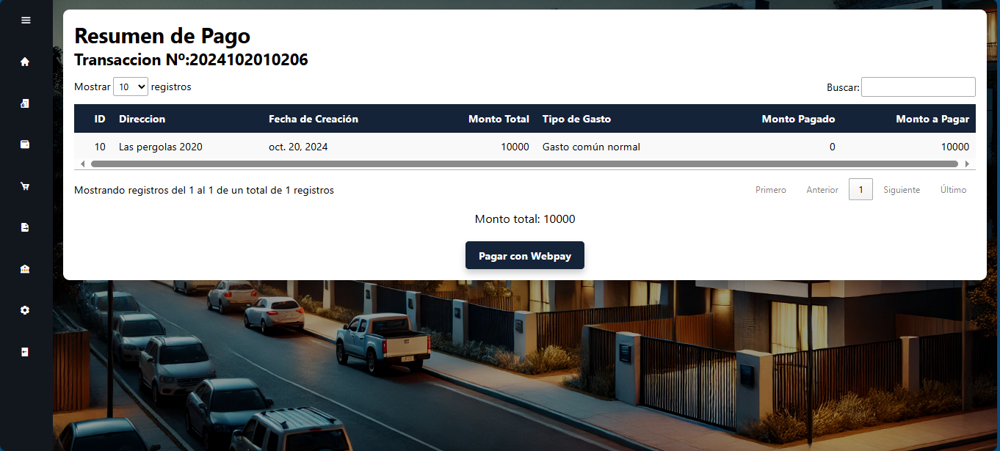 Resumen de Pago
Transaccion Nº:2024102010206
Mostrar 10 registros Buscar:
ID Direccion Fecha de Creación Monto Total Tipo de Gasto Monto Pagado Monto a Pagar
10 Las pergolas 2020 oct. 20, 2024 10000 Gasto común normal 0 10000
Mostrando registros del 1 al 1 de un total de 1 registros Primero Anterior 1 Siguiente Último
Monto total: 10000
Pagar con Webpay